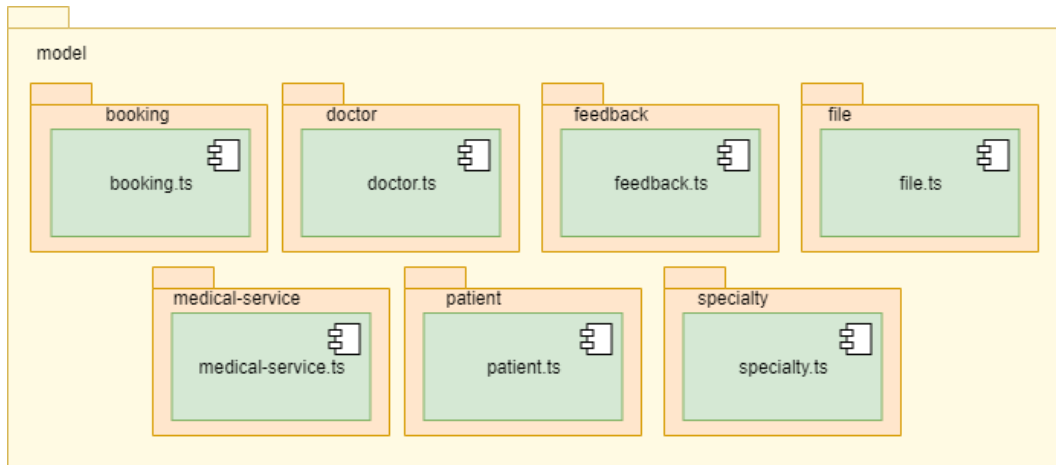 model
booking
doctor
feedback
file
booking.ts
doctor.ts
feedback.ts
file.ts
medical-service
patient
specialty
medical-service.ts
patient.ts
specialty.ts